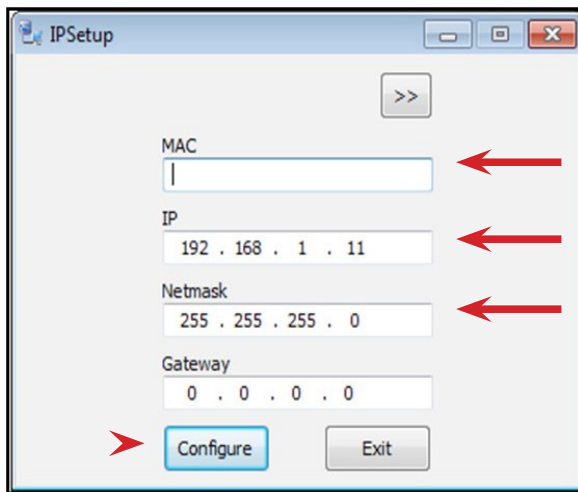 IPSetup
>>
MAC
IP
192 . 168 . 1 . 11
Netmask
255 . 255 . 255 . 0
Gateway
0 . 0 . 0 . 0
Configure Exit